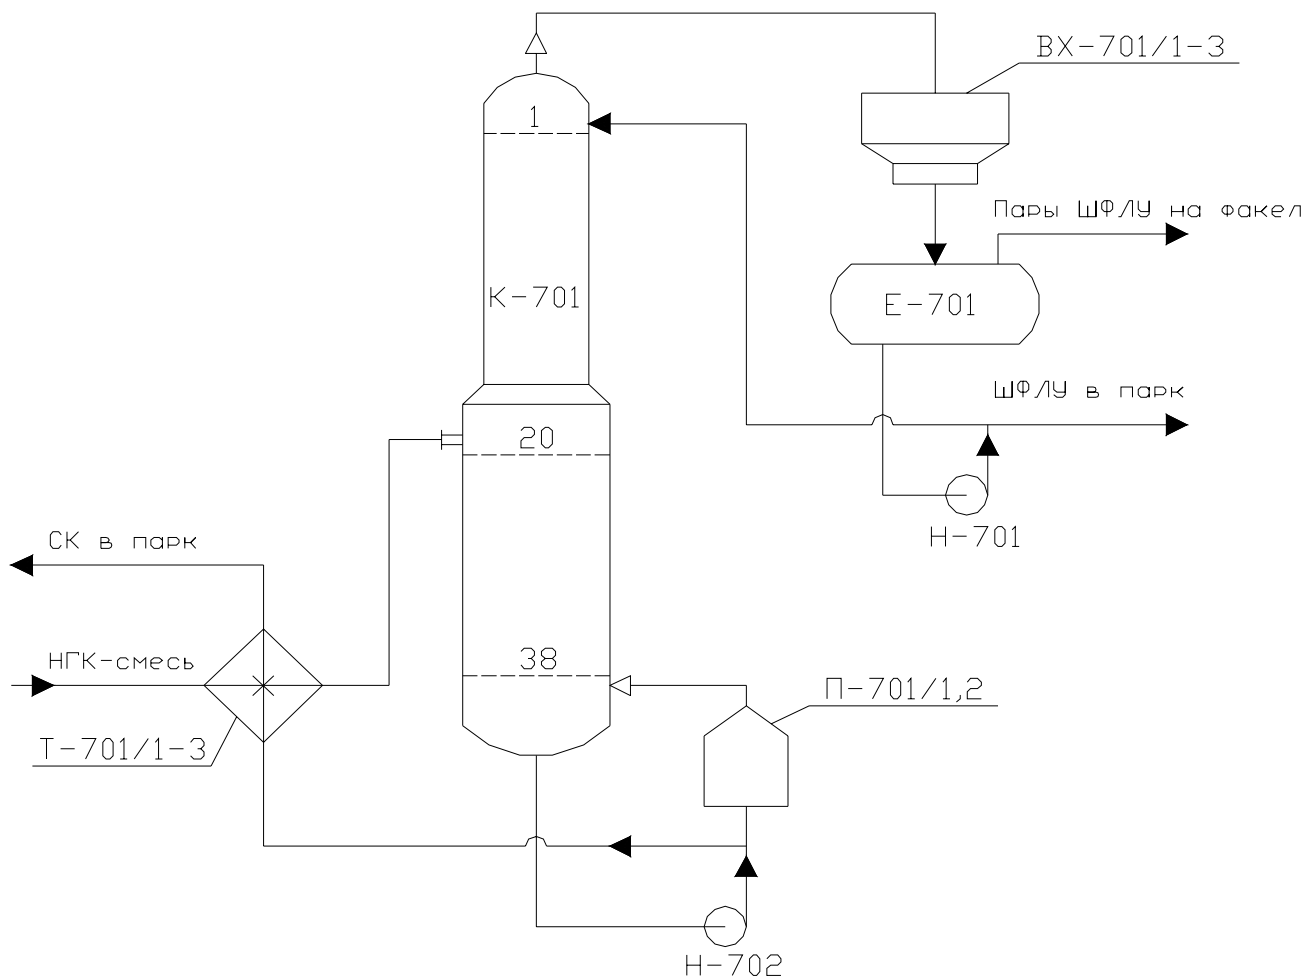 ВХ-701/1-3
1
Пары ШФЛУ на факел
К-701
Е-701
ШФЛУ в парк
20
Н-701
СК в парк
НГК-смесь
38
П-701/1,2
Т-701/1-3
Н-702